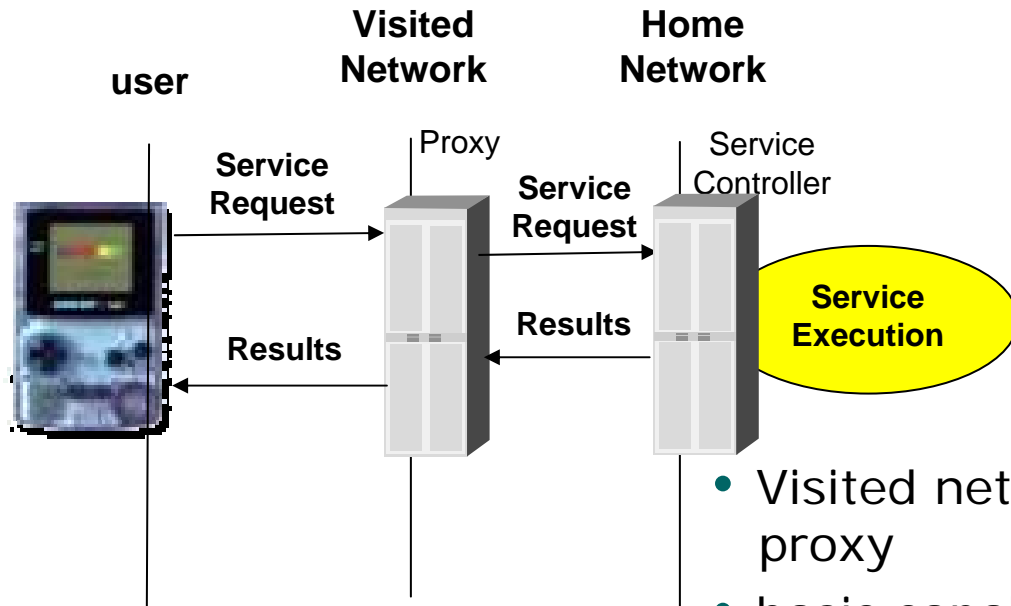 user
Visited
Network
Home
Network
Proxy
Service
Controller
Service
Request
Service
Request
Results
Results
Service
Execution
• Visited net
proxy